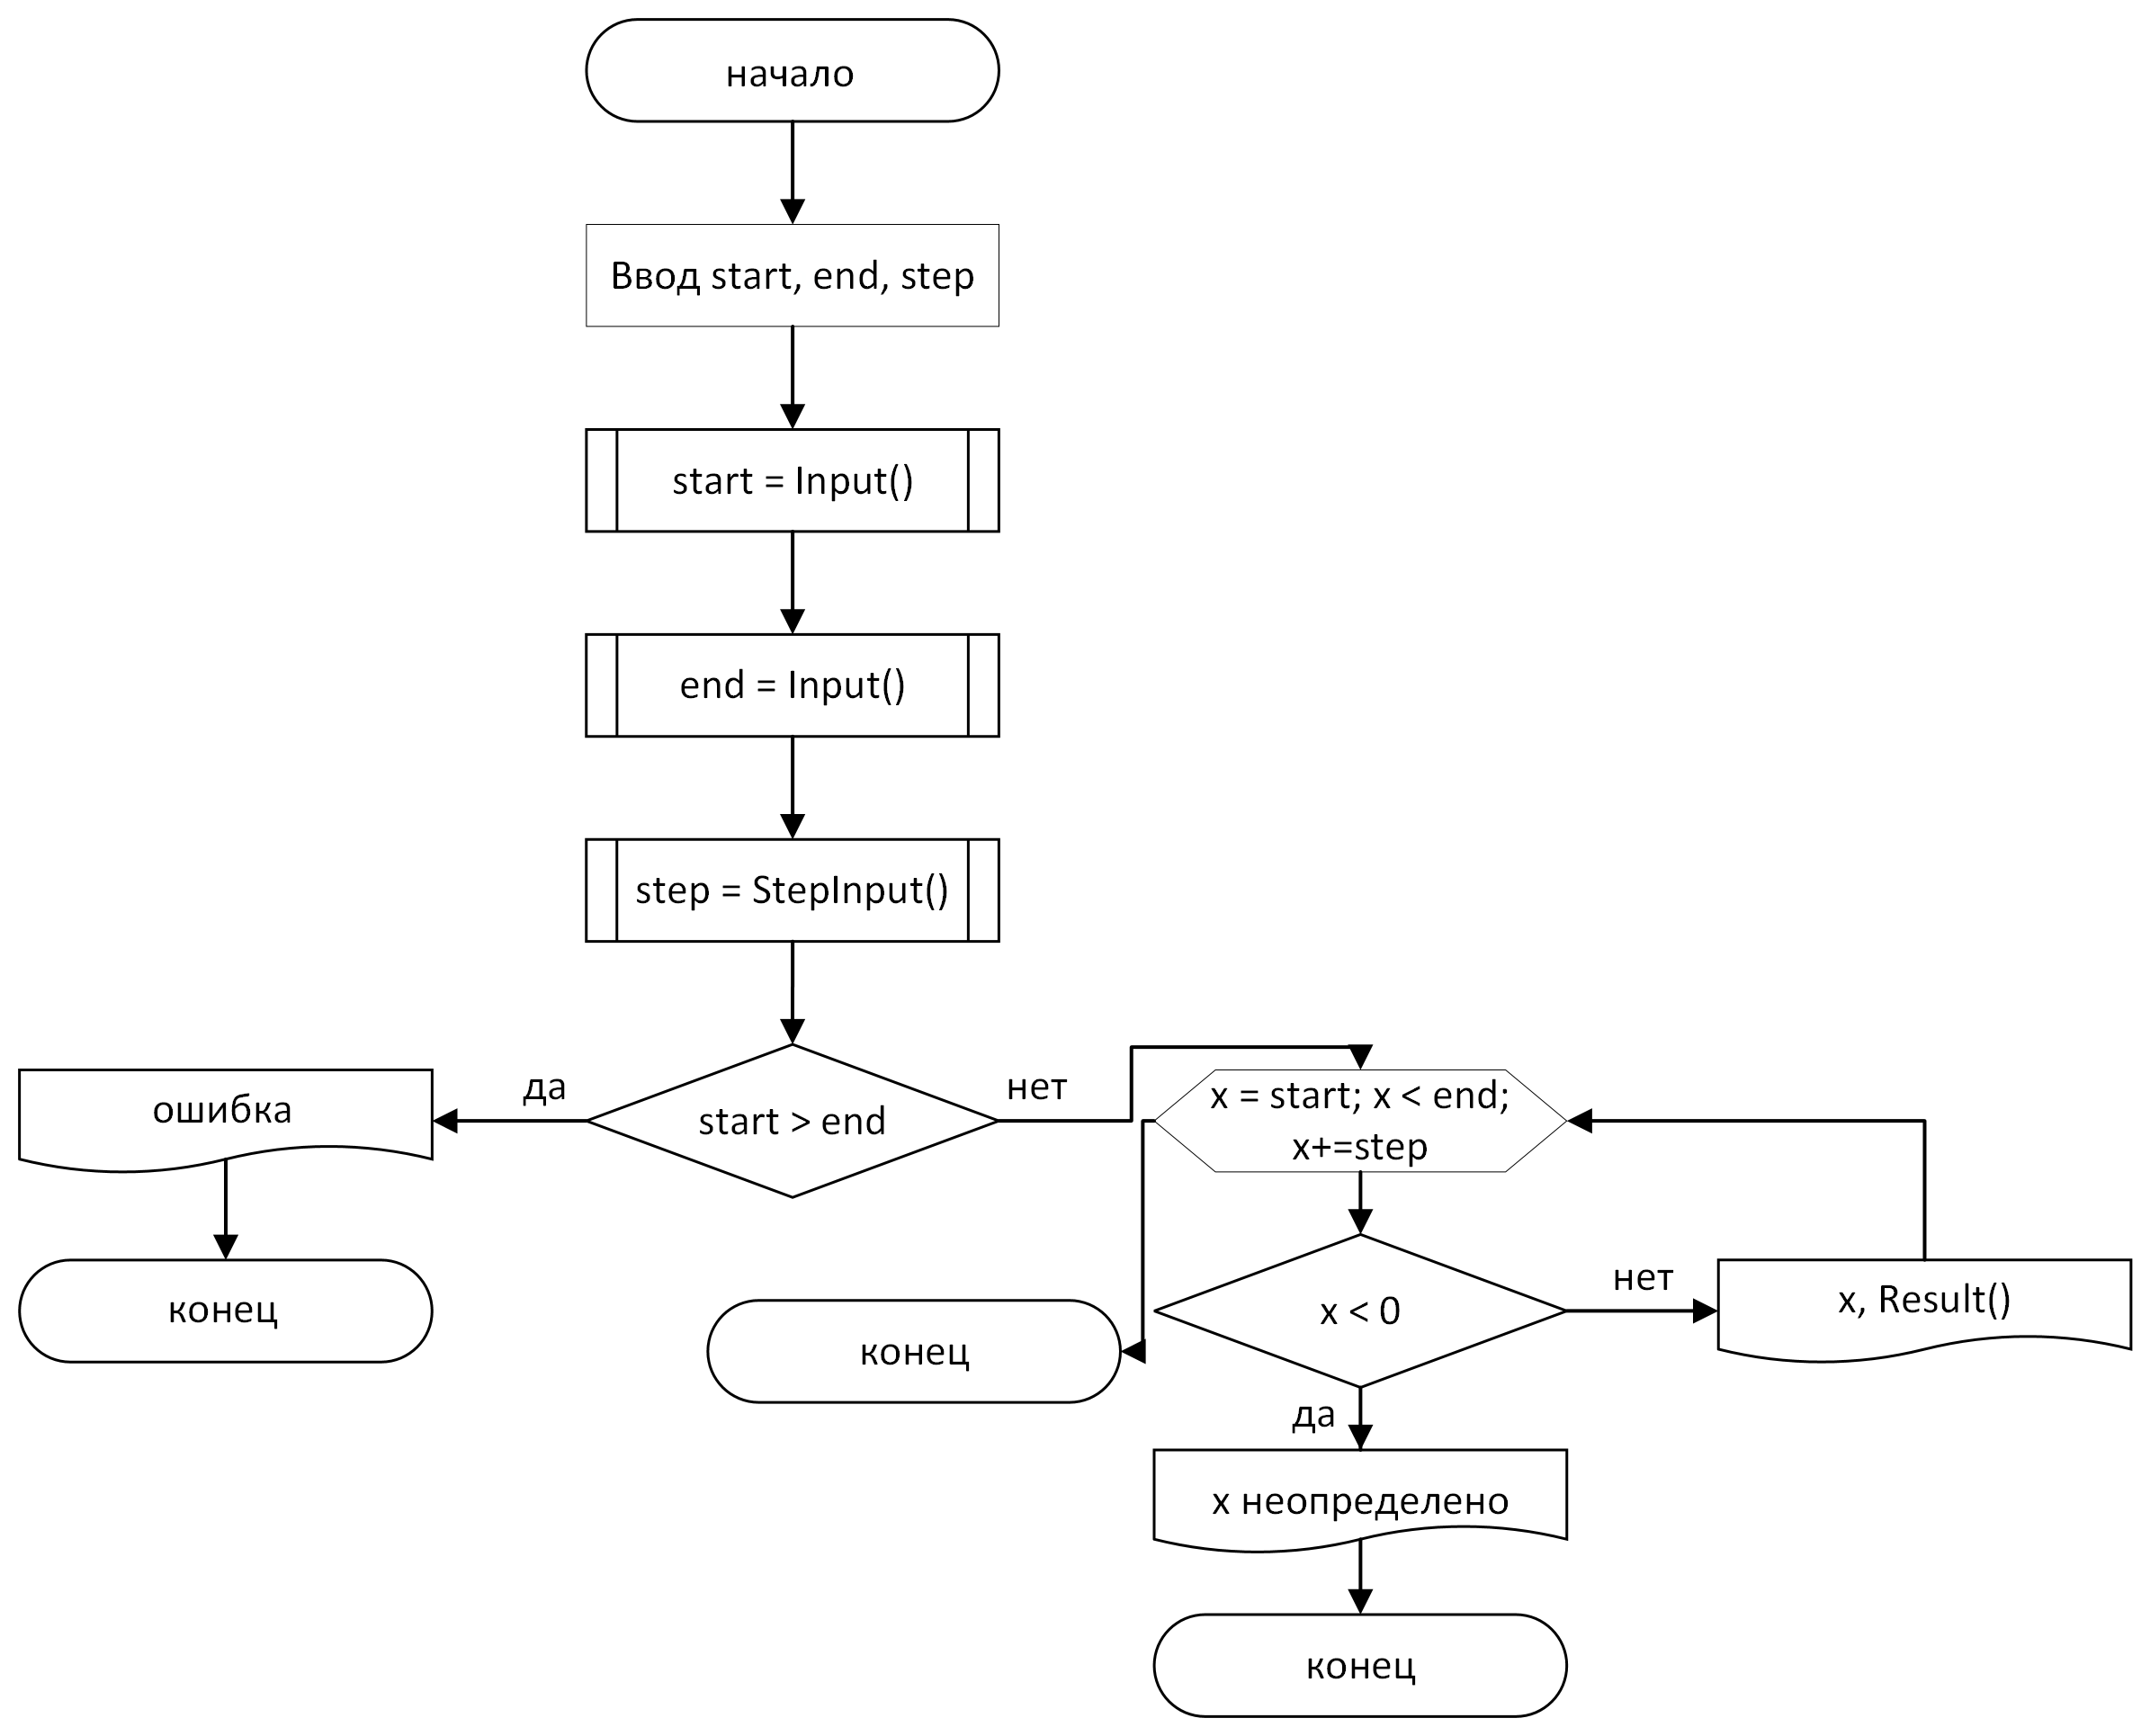 начало
Ввод start, end, step
start = Input()
end = Input()
step = StepInput()
start > end
да
нет
ошибка
конец
x = start; x < end;
x+=step
x < 0
нет
x, Result()
конец
да
x неопределено
конец